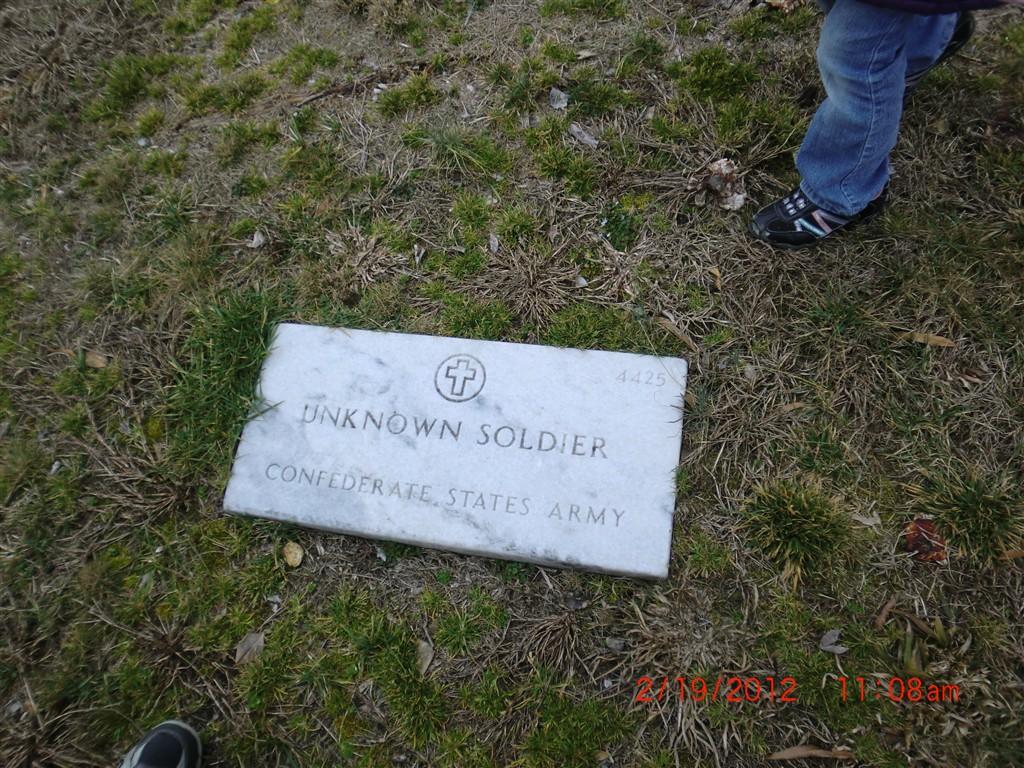 4425
UNKNOWN SOLDIER
CONFEDERATE STATES ARMY
2/19/2012 11:08am